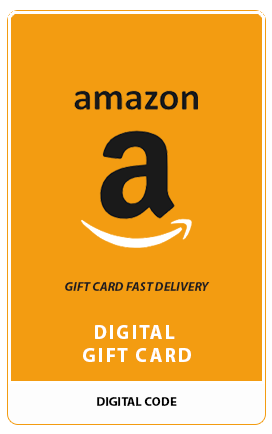 amazon
a
GIFT CARD FAST DELIVERY
DIGITAL
GIFT CARD
DIGITAL CODE